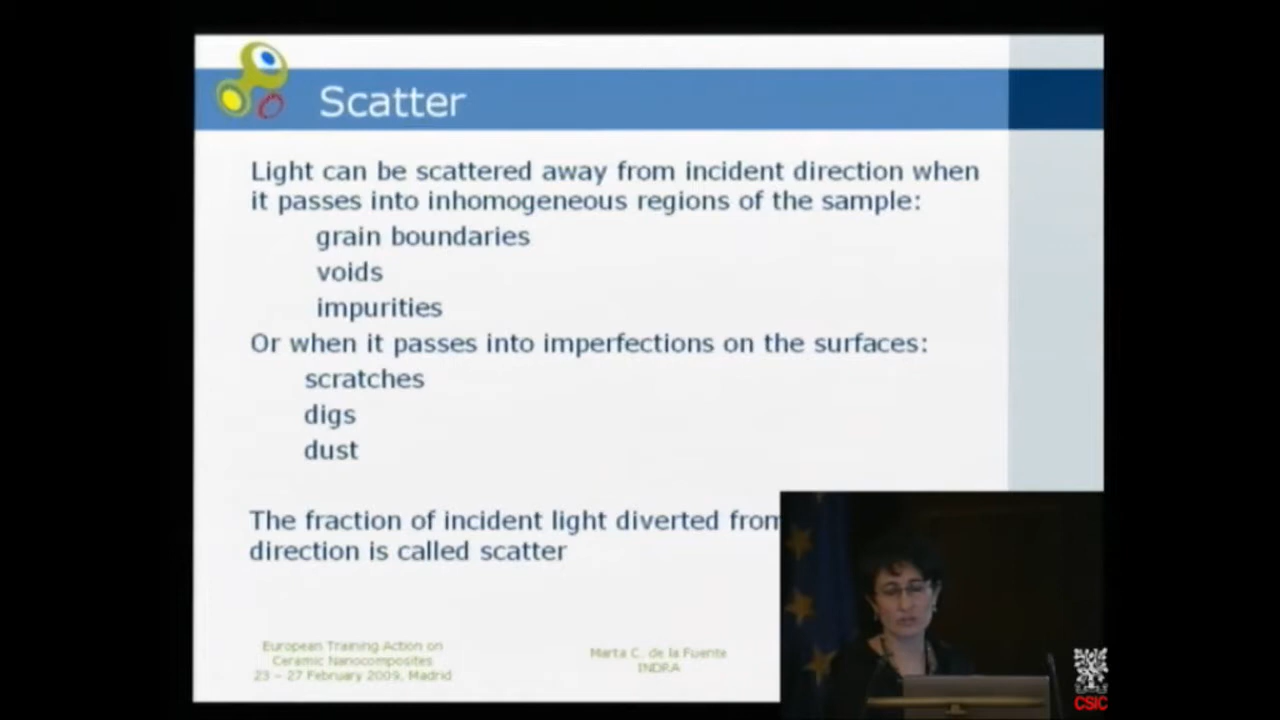 Scatter
Light can be scattered away from incident direction when
it passes into inhomogeneous regions of the sample:
grain boundaries
voids
impurities
Or when it passes into imperfections on the surfaces:
scratches
digs
dust
The fraction of incident light diverted from
direction is called scatter
European Training Action on
Ceramic Nanocomposites
23 – 27 February 2009, Madrid
Marta C. de la Fuente
INDRA
CSIC